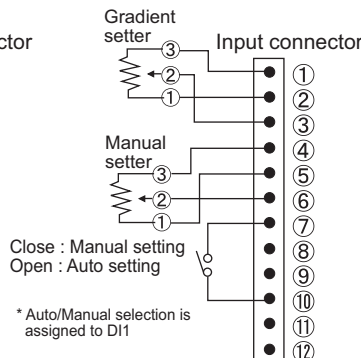 ctor
Gradient
setter
Input connector
③
②
①
①
②
③
Manual
setter
③
②
①
④
⑤
⑥
Close : Manual setting
Open : Auto setting
⑦
⑧
⑨
⑩
* Auto/Manual selection is
assigned to DI1
⑪
⑫